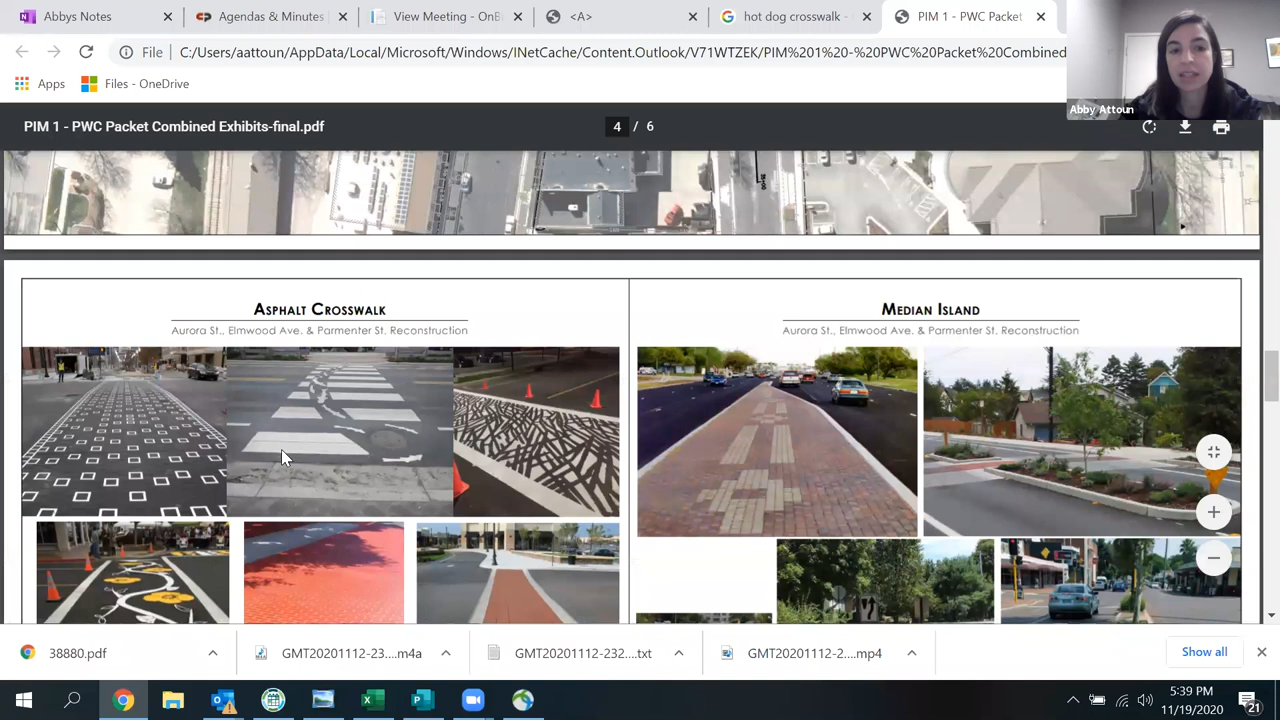 Abbys Notes
Agendas & Minutes
View Meeting - OnB
<A>
hot dog crosswalk -
PIM 1 - PWC Packet
File
C:/Users/aattoun/AppData/Local/Microsoft/Windows/INetCache/Content.Outlook/V71WTZEK/PIM%201%20-%20PWC%20Packet%20Combined
Apps
Files - OneDrive
Abby Attoun
PIM 1 - PWC Packet Combined Exhibits-final.pdf
4 / 6
ASPHALT CROSSWALK
Aurora St., Elmwood Ave. & Parmenter St. Reconstruction
MEDIAN ISLAND
Aurora St., Elmwood Ave. & Parmenter St. Reconstruction
38880.pdf
GMT20201112-23....m4a
GMT20201112-232....txt
GMT20201112-2....mp4
Show all
5:39 PM
11/19/2020
21